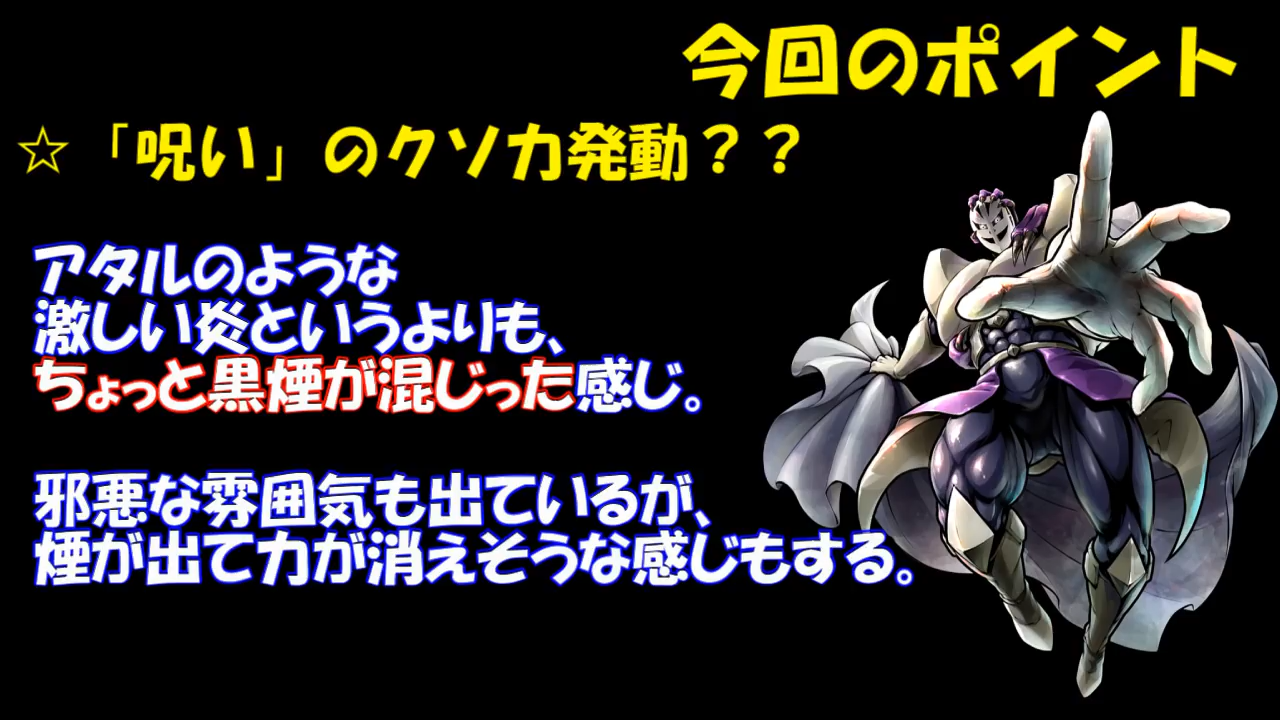 今回のポイント
☆「呪い」のクソ力発動？？
アタルのような
激しい炎というよりも、
ちょっと黒煙が混じった感じ。
邪悪な雰囲気も出ているが、
煙が出て力が消えそうな感じもする。